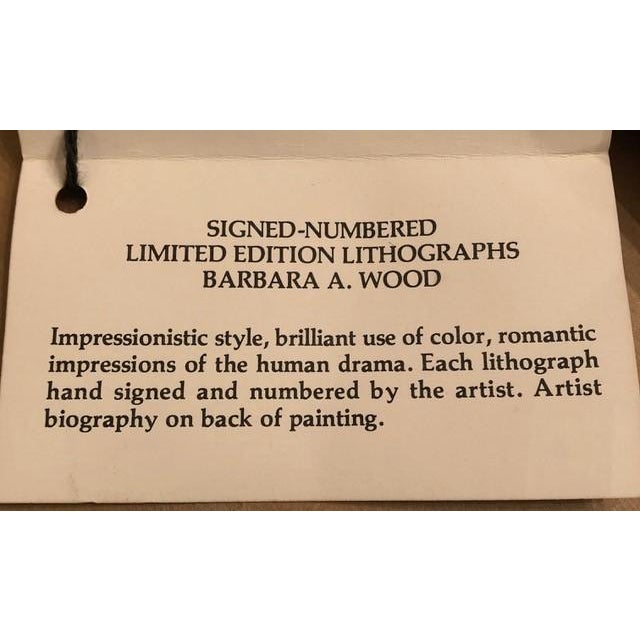 SIGNED-NUMBERED
LIMITED EDITION LITHOGRAPHS
BARBARA A. WOOD
Impressionistic style, brilliant use of color, romantic
impressions of the human drama. Each lithograph
hand signed and numbered by the artist. Artist
biography on back of painting.